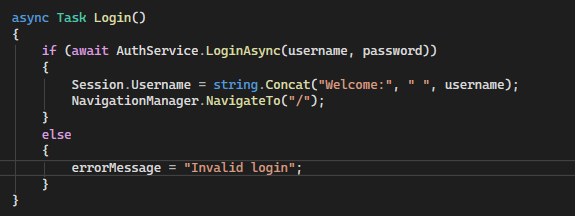 async Task Login()
{
    if (await AuthService.LoginAsync(username, password))
    {
        Session.Username = string.Concat("Welcome:", " ", username);
        NavigationManager.NavigateTo("/");
    }
    else
    {
        errorMessage = "Invalid login";
    }
}